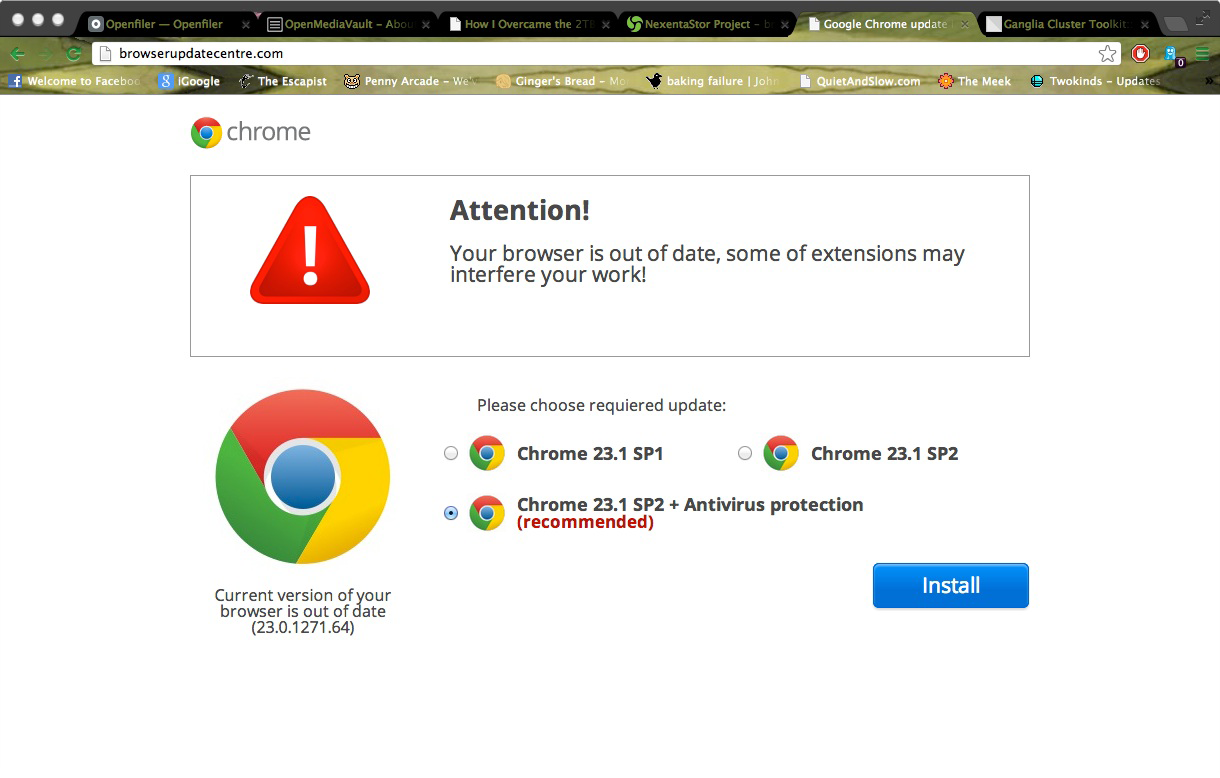 Openfiler — Openfiler
OpenMediaVault – Abou
How I Overcame the 2TI
NexentaStor Project – b
Google Chrome update
Ganglia Cluster Toolkit
browserupdatecentre.com
0
Welcome to Faceboo
iGoogle
The Escapist
Penny Arcade – We
Ginger's Bread – Mo
baking failure | John
QuietAndSlow.com
The Meek
Twokinds – Updates
»
chrome
Attention!
Your browser is out of date, some of extensions may
interfere your work!
Please choose requiered update:
Chrome 23.1 SP1
Chrome 23.1 SP2
Chrome 23.1 SP2 + Antivirus protection
(recommended)
Install
Current version of your
browser is out of date
(23.0.1271.64)